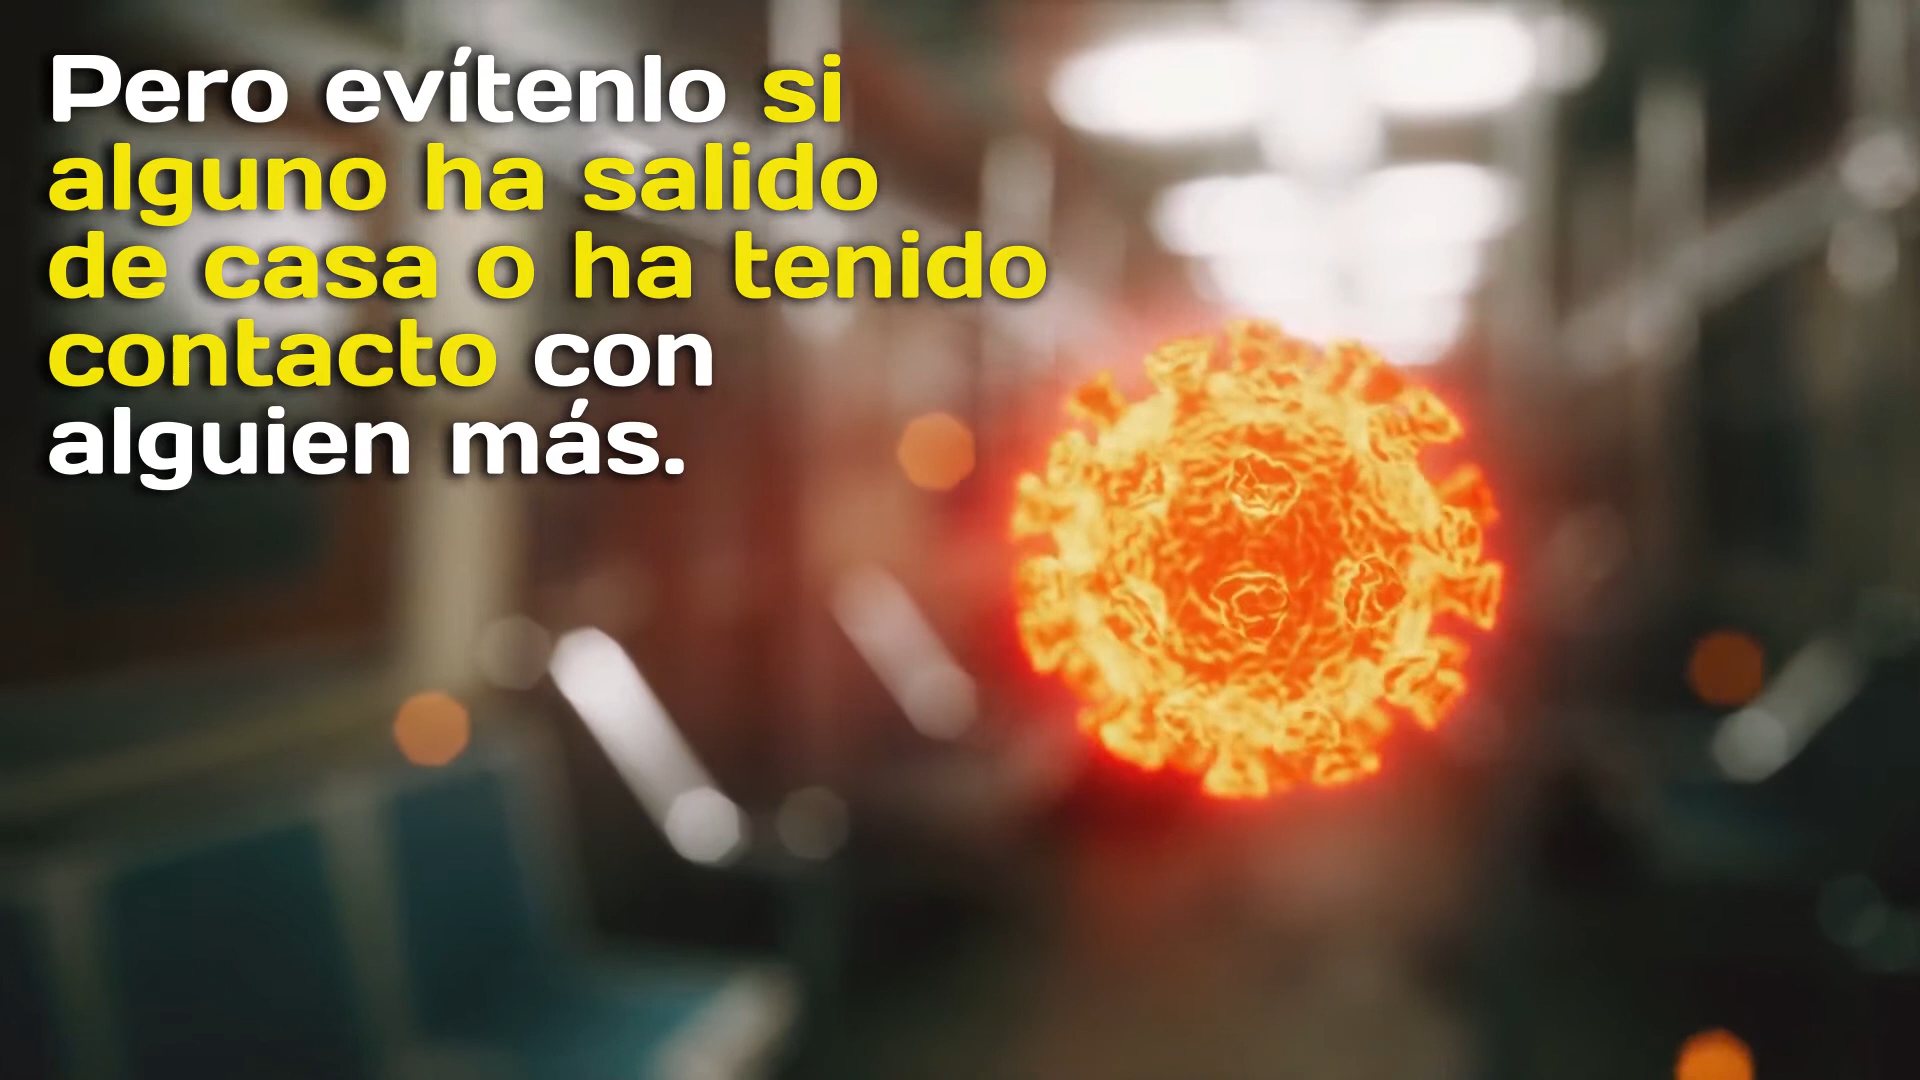 Pero evítenlo si
alguno ha salido
de casa o ha tenido
contacto con
alguien más.